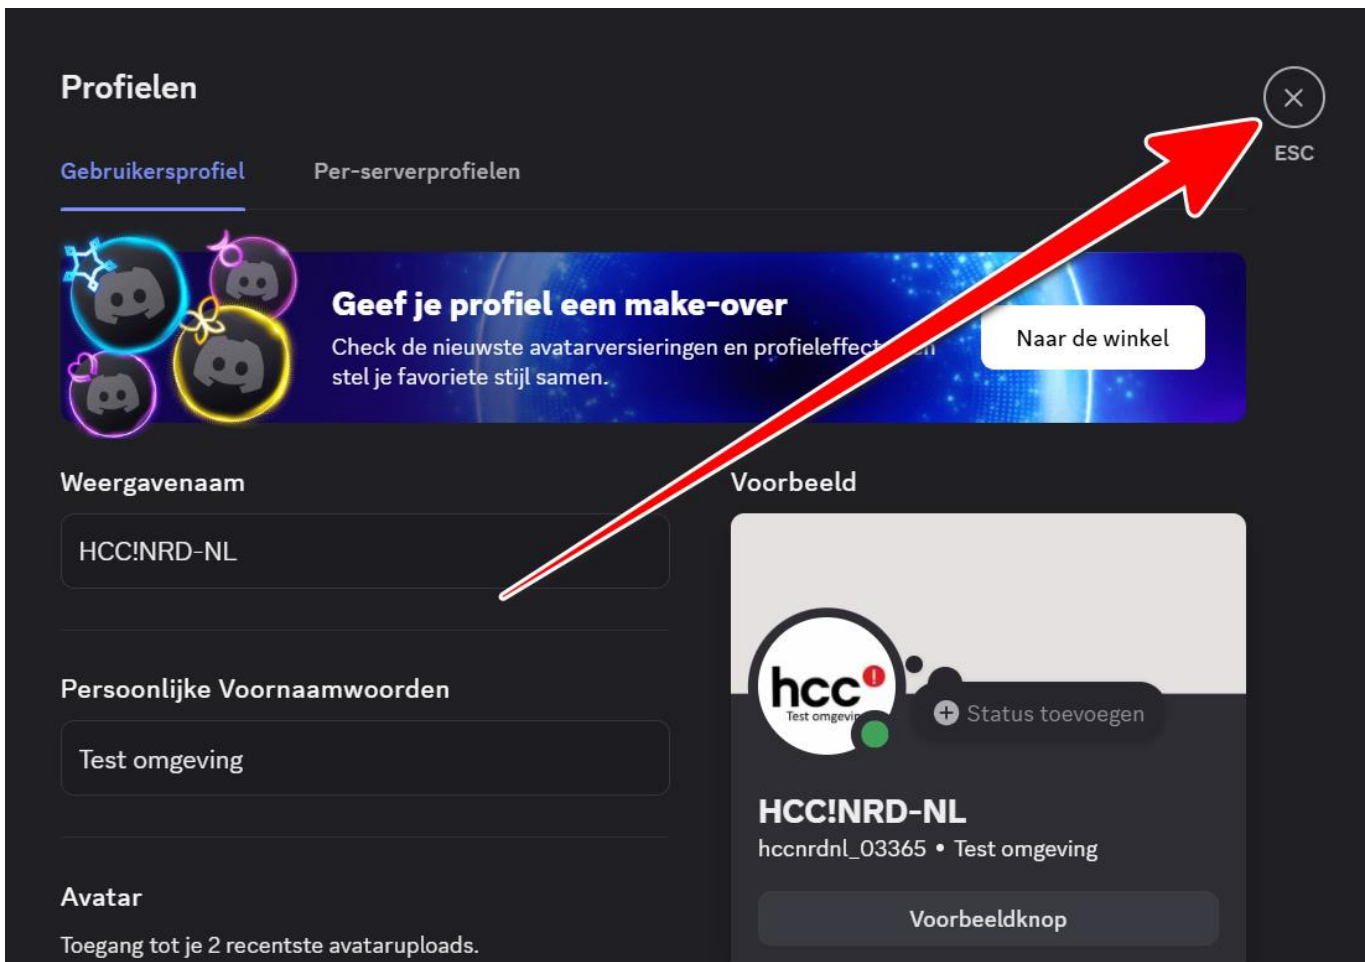 Profielen
ESC
Gebruikersprofiel
Per-serverprofielen
Geef je profiel een make-over
Check de nieuwste avatarversieringen en profieleffect
stel je favoriete stijl samen.
Naar de winkel
Weergavenaam
HCC!NRD-NL
Persoonlijke Voornaamwoorden
Test omgeving
Avatar
Toegang tot je 2 recentste avataruploads.
Voorbeeld
hcc!
Test omgevin
Status toevoegen
HCC!NRD-NL
hccnrdnl_03365 • Test omgeving
Voorbeeldknop